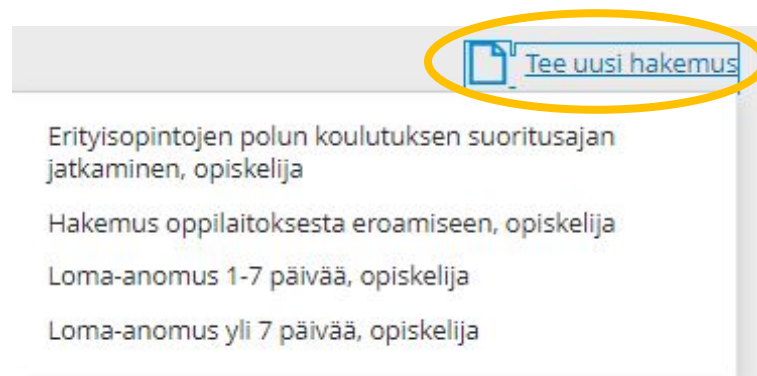 Tee uusi hakemus
Erityisopintojen polun koulutuksen suoritusajan
jatkaminen, opiskelija
Hakemus oppilaitoksesta eroamiseen, opiskelija
Loma-anomus 1-7 päivää, opiskelija
Loma-anomus yli 7 päivää, opiskelija